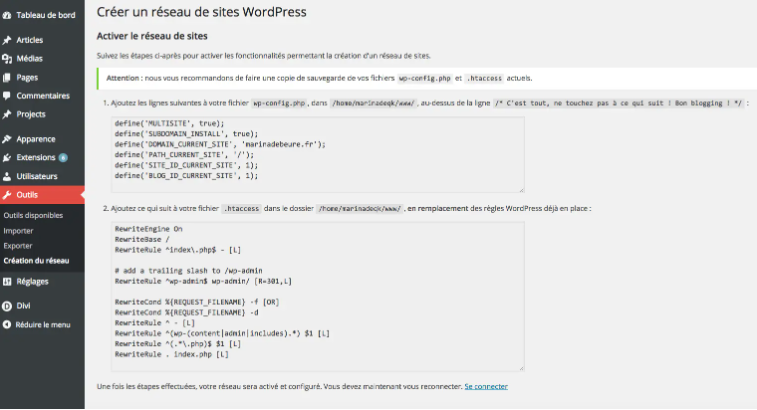 Tableau de bord
Articles
Médias
Pages
Commentaires
Projects
Apparence
Extensions
Utilisateurs
Outils
Outils disponibles
Importer
Exporter
Création du réseau
Réglages
Divi
Réduire le menu
Créer un réseau de sites WordPress
Activer le réseau de sites
Suivez les étapes ci-après pour activer les fonctionnalités permettant la création d'un réseau de sites.
Attention : nous vous recommandons de faire une copie de sauvegarde de vos fichiers wp-config.php et .htaccess actuels.
1. Ajoutez les lignes suivantes à votre fichier wp-config.php, dans /home/marinadeqk/www/, au-dessus de la ligne /* C'est tout, ne touchez pas à ce qui suit ! Bon blogging ! */ :
define('MULTISITE', true);
define('SUBDOMAIN_INSTALL', true);
define('DOMAIN_CURRENT_SITE', 'marinadebeure.fr');
define('PATH_CURRENT_SITE', '/');
define('SITE_ID_CURRENT_SITE', 1);
define('BLOG_ID_CURRENT_SITE', 1);
2. Ajoutez ce qui suit à votre fichier .htaccess dans le dossier /home/marinadeqk/www/, en remplacement des règles WordPress déjà en place :
RewriteEngine On
RewriteBase /
RewriteRule ^index\.php$ - [L]
# add a trailing slash to /wp-admin
RewriteRule ^wp-admin$ wp-admin/ [R=301,L]
RewriteCond %{REQUEST_FILENAME} -f [OR]
RewriteCond %{REQUEST_FILENAME} -d
RewriteRule ^ - [L]
RewriteRule ^(wp-(content|admin|includes).*) $1 [L]
RewriteRule ^(.*\.php)$ $1 [L]
RewriteRule . index.php [L]
Une fois les étapes effectuées, votre réseau sera activé et configuré. Vous devez maintenant vous reconnecter. Se connecter